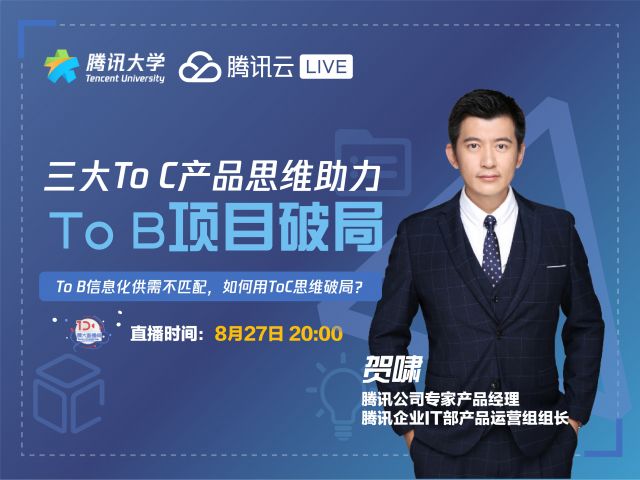 腾讯大学
Tencent University
腾讯云 LIVE
三大To C产品思维助力
To B项目破局
To B信息化供需不匹配，如何用ToC思维破局？
直播时间：8月27日 20:00
贺啸
腾讯公司专家产品经理
腾讯企业IT部产品运营组组长